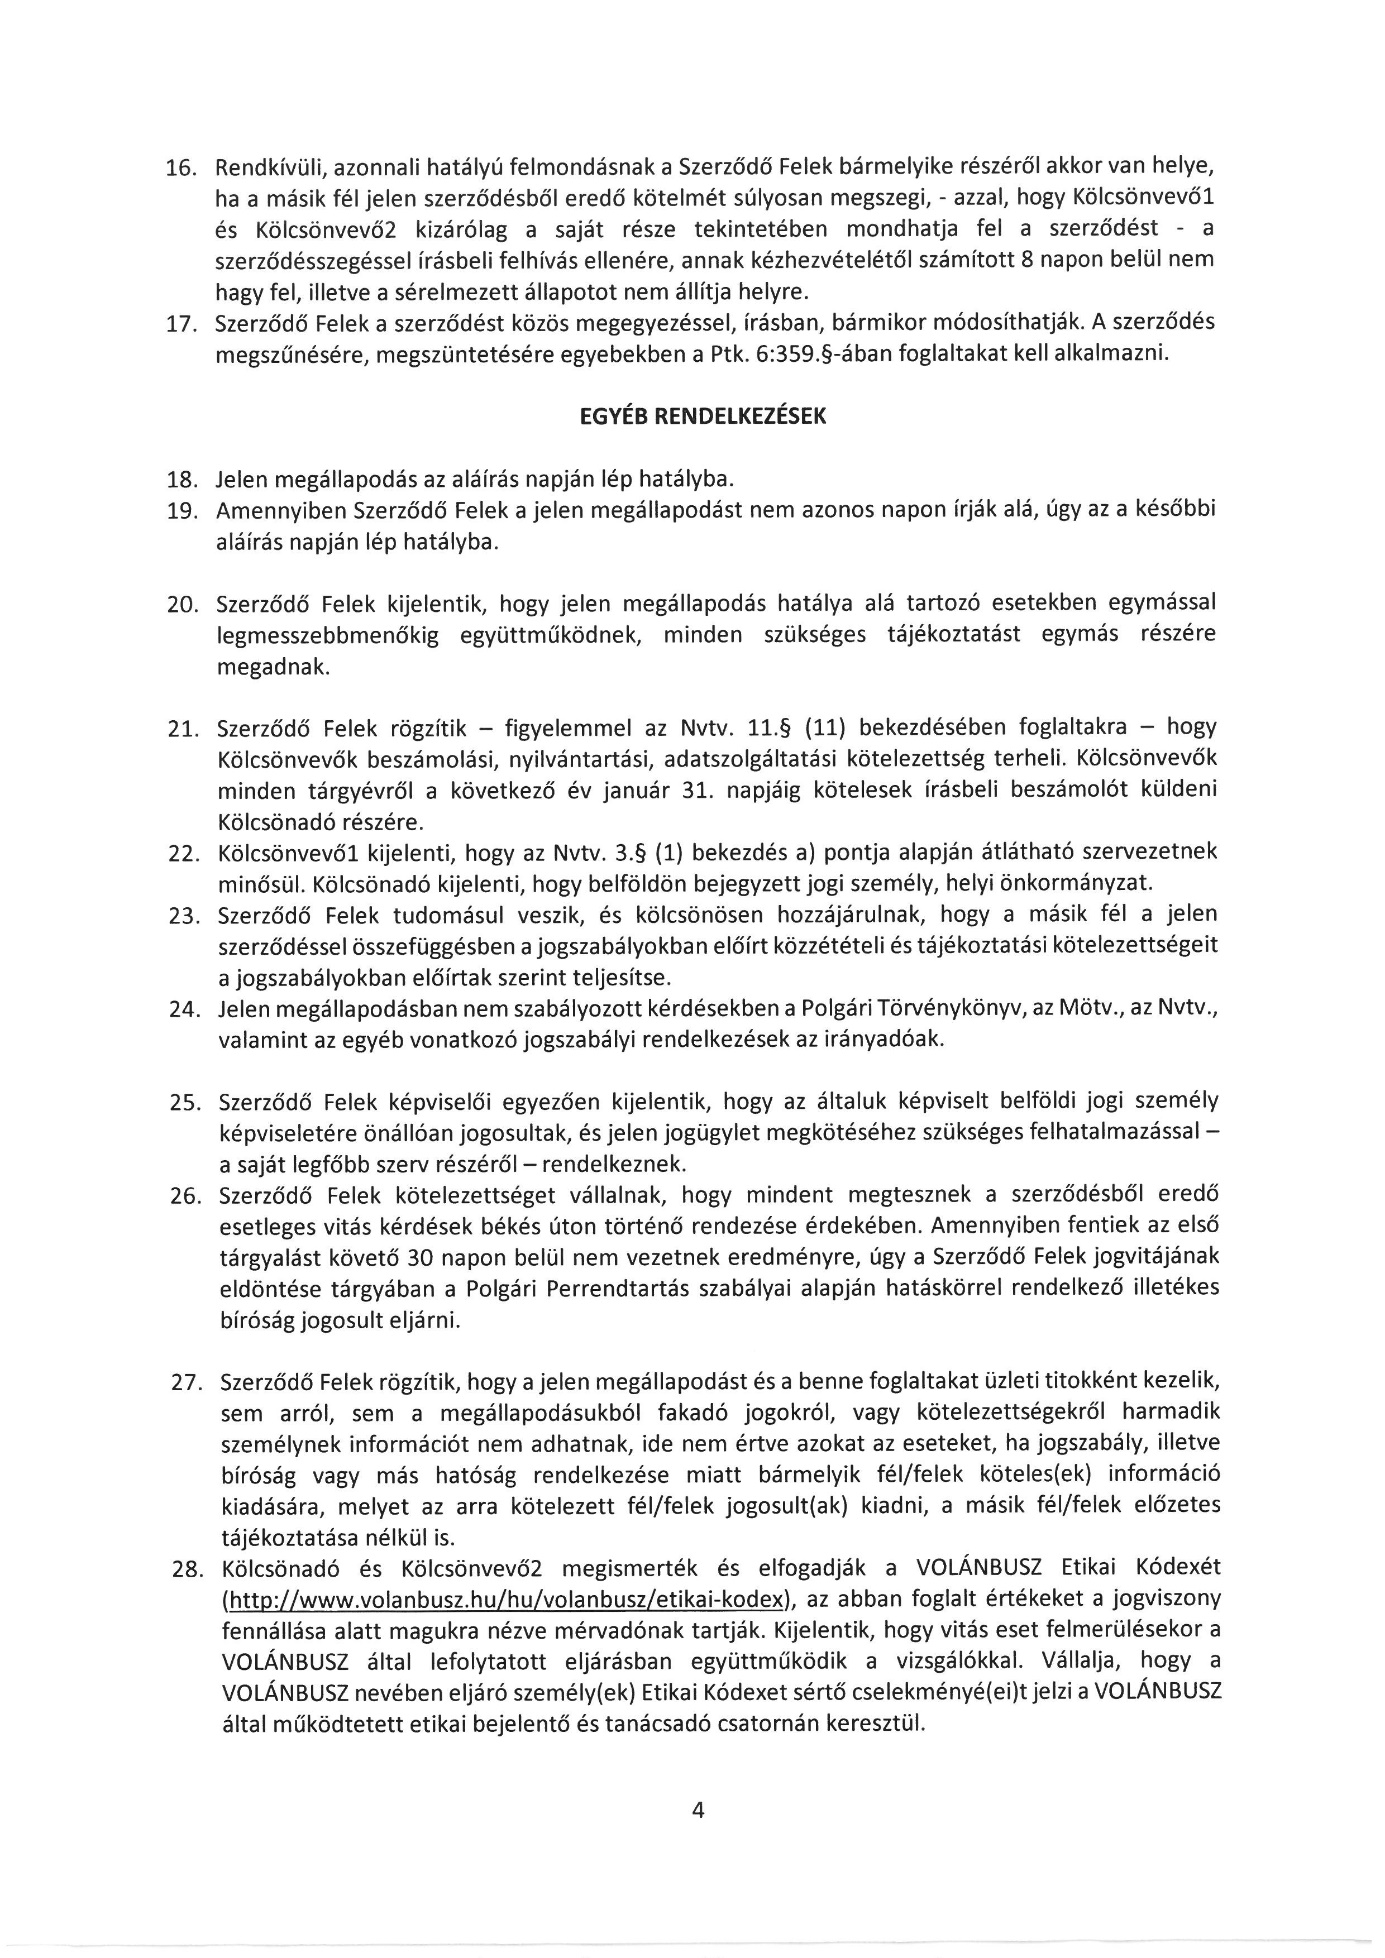 16. Rendkívüli, azonnali hatályú felmondásnak a Szerződő Felek bármelyike részéről akkor van helye,
ha a másik fél jelen szerződésből eredő kötelmét súlyosan megszegi, - azzal, hogy Kölcsönvevő1
és Kölcsönvevő2 kizárólag a saját része tekintetében mondhatja fel a szerződést - a
szerződésszegéssel írásbeli felhívás ellenére, annak kézhezvételétől számított 8 napon belül nem
hagy fel, illetve a sérelmezett állapotot nem állítja helyre.
17. Szerződő Felek a szerződést közös megegyezéssel, írásban, bármikor módosíthatják. A szerződés
megszűnésére, megszüntetésére egyebekben a Ptk. 6:359.§-ában foglaltakat kell alkalmazni.
EGYÉB RENDELKEZÉSEK
18. Jelen megállapodás az aláírás napján lép hatályba.
19. Amennyiben Szerződő Felek a jelen megállapodást nem azonos napon írják alá, úgy az a későbbi
aláírás napján lép hatályba.
20. Szerződő Felek kijelentik, hogy jelen megállapodás hatálya alá tartozó esetekben egymással
legmesszebbmenőkig együttműködnek, minden szükséges tájékoztatást egymás részére
megadnak.
21. Szerződő Felek rögzítik – figyelemmel az Nvtv. 11.§ (11) bekezdésében foglaltakra – hogy
Kölcsönvevők beszámolási, nyilvántartási, adatszolgáltatási kötelezettség terheli. Kölcsönvevők
minden tárgyévről a következő év január 31. napjáig kötelesek írásbeli beszámolót küldeni
Kölcsönadó részére.
22. Kölcsönvevő1 kijelenti, hogy az Nvtv. 3.§ (1) bekezdés a) pontja alapján átlátható szervezetnek
minősül. Kölcsönadó kijelenti, hogy belföldön bejegyzett jogi személy, helyi önkormányzat.
23. Szerződő Felek tudomásul veszik, és kölcsönösen hozzájárulnak, hogy a másik fél a jelen
szerződéssel összefüggésben a jogszabályokban előírt közzétételi és tájékoztatási kötelezettségeit
a jogszabályokban előírtak szerint teljesítse.
24. Jelen megállapodásban nem szabályozott kérdésekben a Polgári Törvénykönyv, az Mötv., az Nvtv.,
valamint az egyéb vonatkozó jogszabályi rendelkezések az irányadóak.
25. Szerződő Felek képviselői egyezően kijelentik, hogy az általuk képviselt belföldi jogi személy
képviseletére önállóan jogosultak, és jelen jogügylet megkötéséhez szükséges felhatalmazással –
a saját legfőbb szerv részéről – rendelkeznek.
26. Szerződő Felek kötelezettséget vállalnak, hogy mindent megtesznek a szerződésből eredő
esetleges vitás kérdések békés úton történő rendezése érdekében. Amennyiben fentiek az első
tárgyalást követő 30 napon belül nem vezetnek eredményre, úgy a Szerződő Felek jogvitájának
eldöntése tárgyában a Polgári Perrendtartás szabályai alapján hatáskörrel rendelkező illetékes
bíróság jogosult eljárni.
27. Szerződő Felek rögzítik, hogy a jelen megállapodást és a benne foglaltakat üzleti titokként kezelik,
sem arról, sem a megállapodásukból fakadó jogokról, vagy kötelezettségekről harmadik
személynek információt nem adhatnak, ide nem értve azokat az eseteket, ha jogszabály, illetve
bíróság vagy más hatóság rendelkezése miatt bármelyik fél/felek köteles(ek) információ
kiadására, melyet az arra kötelezett fél/felek jogosult(ak) kiadni, a másik fél/felek előzetes
tájékoztatása nélkül is.
28. Kölcsönadó és Kölcsönvevő2 megismerték és elfogadják a VOLÁNBUSZ Etikai Kódexét
(http://www.volanbusz.hu/hu/volanbusz/etikai-kodex), az abban foglalt értékeket a jogviszony
fennállása alatt magukra nézve mérvadónak tartják. Kijelentik, hogy vitás eset felmerülésekor a
VOLÁNBUSZ által lefolytatott eljárásban együttműködik a vizsgálókkal. Vállalja, hogy a
VOLÁNBUSZ nevében eljáró személy(ek) Etikai Kódexet sértő cselekményé(ei)t jelzi a VOLÁNBUSZ
által működtetett etikai bejelentő és tanácsadó csatornán keresztül.
4